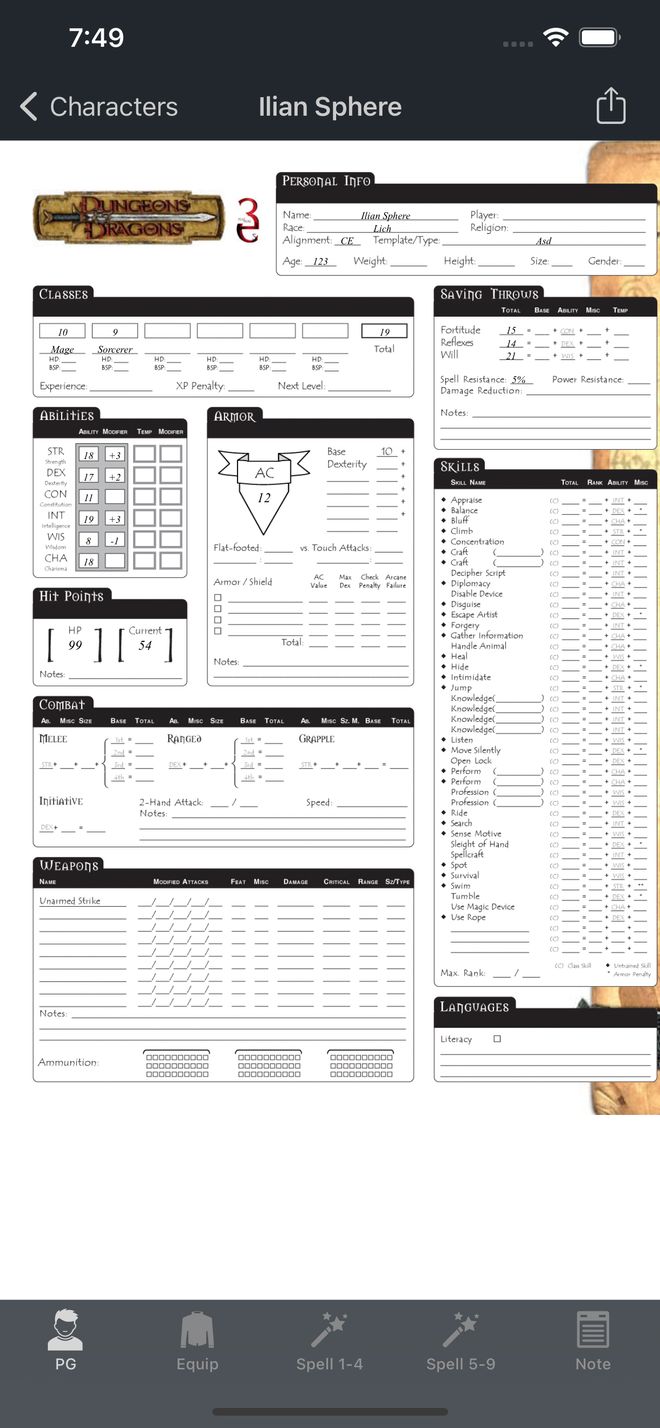 7:49
Characters
Ilian Sphere
DUNGEONS
DRAGONS
3
e
Personal Info
Name: Ilian Sphere Player:
Race: Lich Religion:
Alignment: CE Template/Type: Asd
Age: 123 Weight: Height: Size: Gender:
Classes
10 9 19
Mage Sorcerer Total
HD: HD: HD: HD: HD: HD:
BSP: BSP: BSP: BSP: BSP: BSP:
Experience: XP Penalty: Next Level:
Saving Throws
Total Base Ability Misc Temp
Fortitude 15 = + CON + +
Reflexes 14 = + DEX + +
Will 21 = + WIS + +
Spell Resistance: 5% Power Resistance:
Damage Reduction:
Notes:
Abilities
Ability Modifier Temp Modifier
STR 18 +3
Strength
DEX 17 +2
Dexterity
CON 11
Constitution
INT 19 +3
Intelligence
WIS 8 -1
Wisdom
CHA 18
Charisma
Armor
AC
12
Base 10 +
Dexterity +
+
+
+
+
Flat-footed: vs. Touch Attacks:
: :
Armor / Shield AC Value Max Dex Check Penalty Arcane Failure
Total:
Notes:
Hit Points
HP Current
99 54
Notes:
Skills
Skill Name Total Rank Ability Misc
Appraise (C) = + INT +
Balance (C) = + DEX + *
Bluff (C) = + CHA +
Climb (C) = + STR + *
Concentration (C) = + CON +
Craft ( ) (C) = + INT +
Craft ( ) (C) = + INT +
Decipher Script (C) = + INT +
Diplomacy (C) = + CHA +
Disable Device (C) = + INT +
Disguise (C) = + CHA +
Escape Artist (C) = + DEX + *
Forgery (C) = + INT +
Gather Information (C) = + CHA +
Handle Animal (C) = + CHA +
Heal (C) = + WIS +
Hide (C) = + DEX + *
Intimidate (C) = + CHA +
Jump (C) = + STR + *
Knowledge( ) (C) = + INT +
Knowledge( ) (C) = + INT +
Knowledge( ) (C) = + INT +
Knowledge( ) (C) = + INT +
Listen (C) = + WIS +
Move Silently (C) = + DEX + *
Open Lock (C) = + DEX +
Perform ( ) (C) = + CHA +
Perform ( ) (C) = + CHA +
Profession ( ) (C) = + WIS +
Profession ( ) (C) = + WIS +
Ride (C) = + DEX +
Search (C) = + INT +
Sense Motive (C) = + WIS +
Sleight of Hand (C) = + DEX + *
Spellcraft (C) = + INT +
Spot (C) = + WIS +
Survival (C) = + WIS +
Swim (C) = + STR + **
Tumble (C) = + DEX + *
Use Magic Device (C) = + CHA +
Use Rope (C) = + DEX +
(C) = + +
(C) = + +
(C) = + +
(C) Class Skill Untrained Skill
* Armor Penalty
Max. Rank: /
Combat
Ab. Misc Size Base Total Ab. Misc Size Base Total Ab. Misc Sz. M. Base Total
Melee 1st = Ranged 1st = Grapple
2nd = 2nd =
STR+ + + 3rd = DEX+ + + 3rd = STR+ + + =
4th = 4th =
Initiative 2-Hand Attack: / Speed:
Notes:
DEX+ =
Weapons
Name Modified Attacks Feat Misc Damage Critical Range Sz/Type
Unarmed Strike
Notes:
Ammunition:
Languages
Literacy
PG Equip Spell 1-4 Spell 5-9 Note